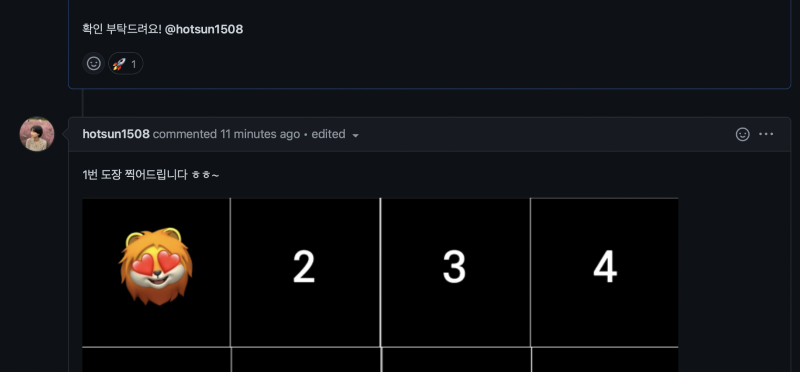 확인 부탁드려요! @hotsun1508
1
hotsun1508 commented 11 minutes ago • edited
1번 도장 찍어드립니다 ㅎㅎ~
2 3 4